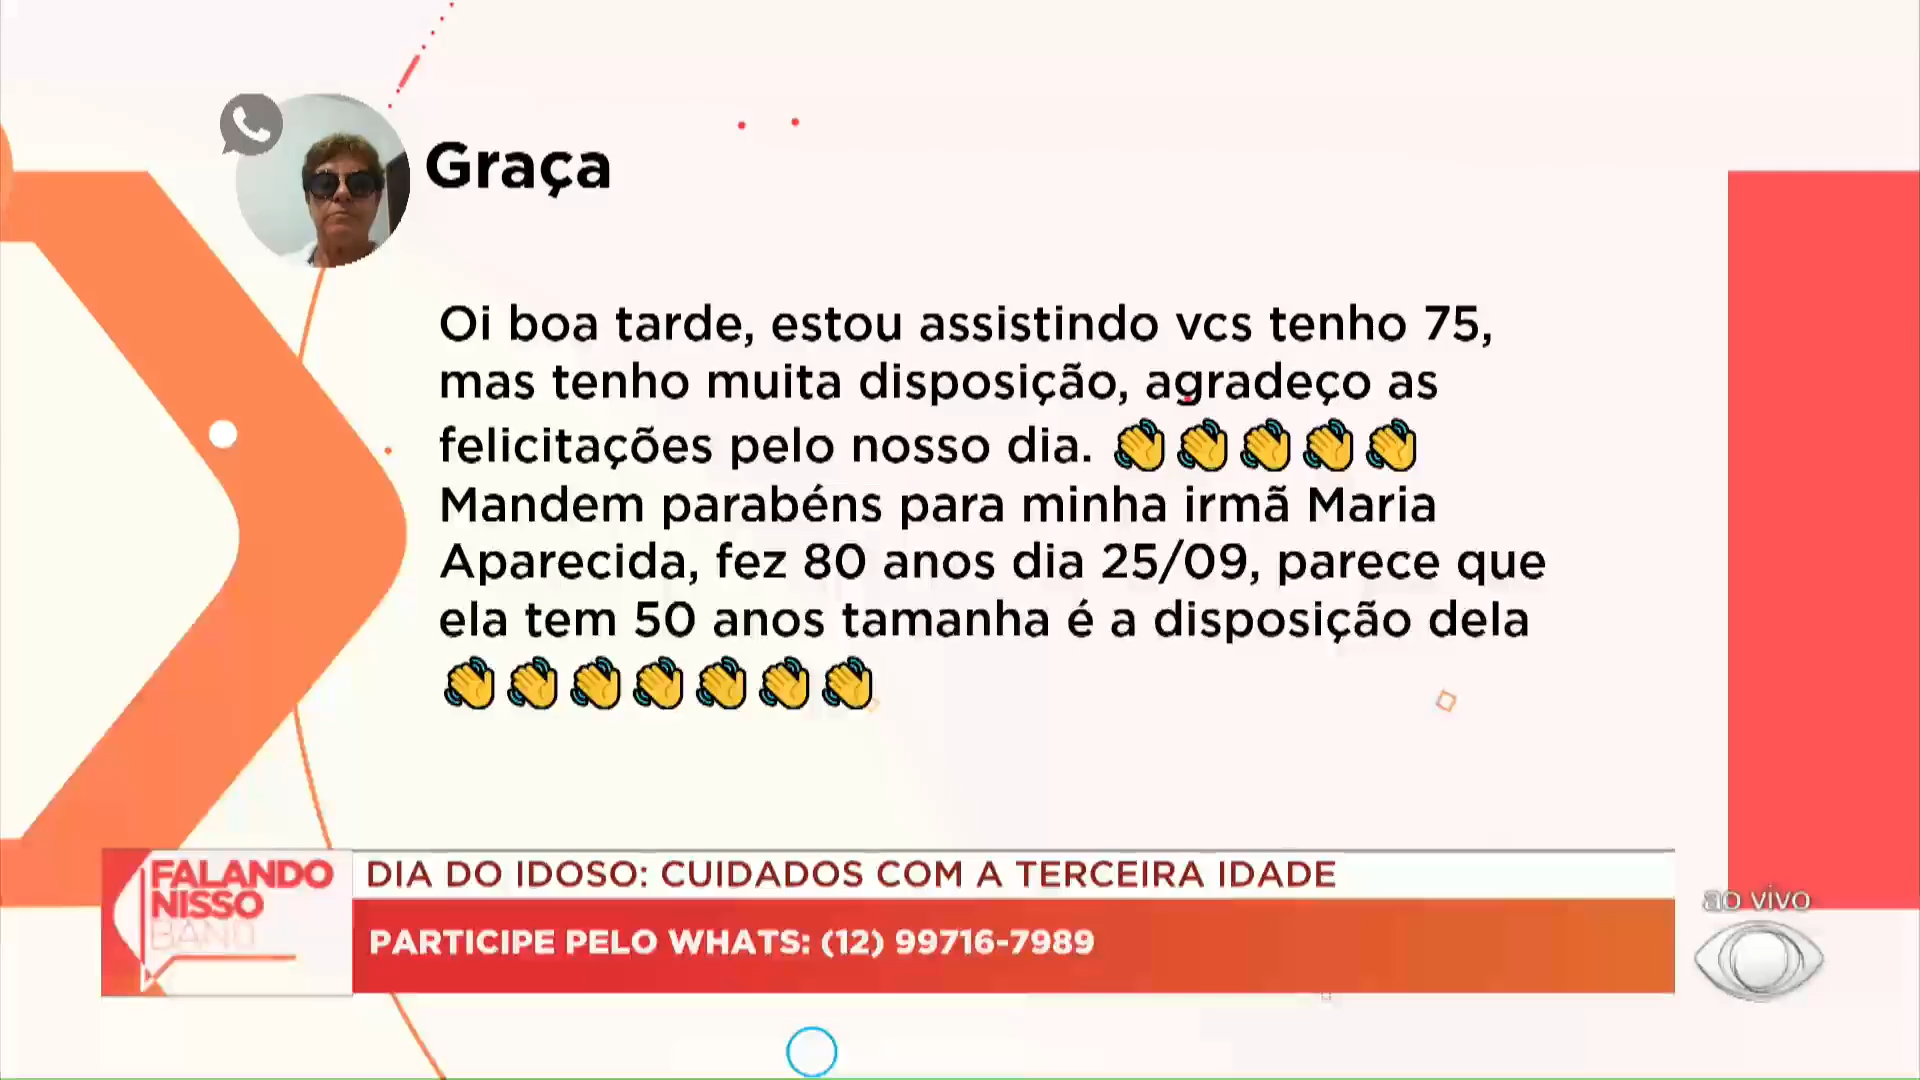 Graça
Oi boa tarde, estou assistindo vcs tenho 75,
mas tenho muita disposição, agradeço as
felicitações pelo nosso dia. 👏👏👏👏👏
Mandem parabéns para minha irmã Maria
Aparecida, fez 80 anos dia 25/09, parece que
ela tem 50 anos tamanha é a disposição dela
👏👏👏👏👏👏👏
FALANDO
NISSO
BAND
DIA DO IDOSO: CUIDADOS COM A TERCEIRA IDADE
PARTICIPE PELO WHATS: (12) 99716-7989
ao vivo